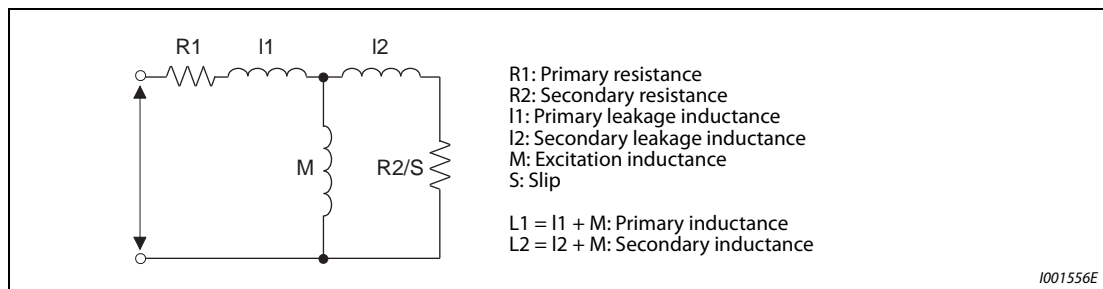 R1 l1 l2
M R2/S
R1: Primary resistance
R2: Secondary resistance
l1: Primary leakage inductance
l2: Secondary leakage inductance
M: Excitation inductance
S: Slip
L1 = l1 + M: Primary inductance
L2 = l2 + M: Secondary inductance
I001556E